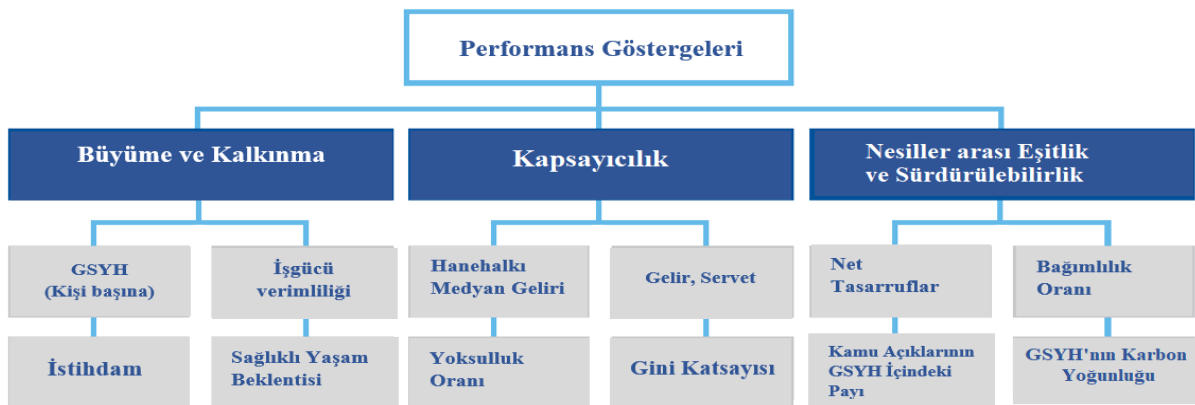 Performans Göstergeleri
Büyüme ve Kalkınma
Kapsayıcılık
Nesiller arası Eşitlik
ve Sürdürülebilirlik
GSYH
(Kişi başına)
İşgücü
verimliliği
Hanehalkı
Medyan Geliri
Gelir, Servet
Net
Tasarruflar
Bağımlılık
Oranı
İstihdam
Sağlıklı Yaşam
Beklentisi
Yoksulluk
Oranı
Gini Katsayısı
Kamu Açıklarının
GSYH İçindeki
Payı
GSYH'nın Karbon
Yoğunluğu